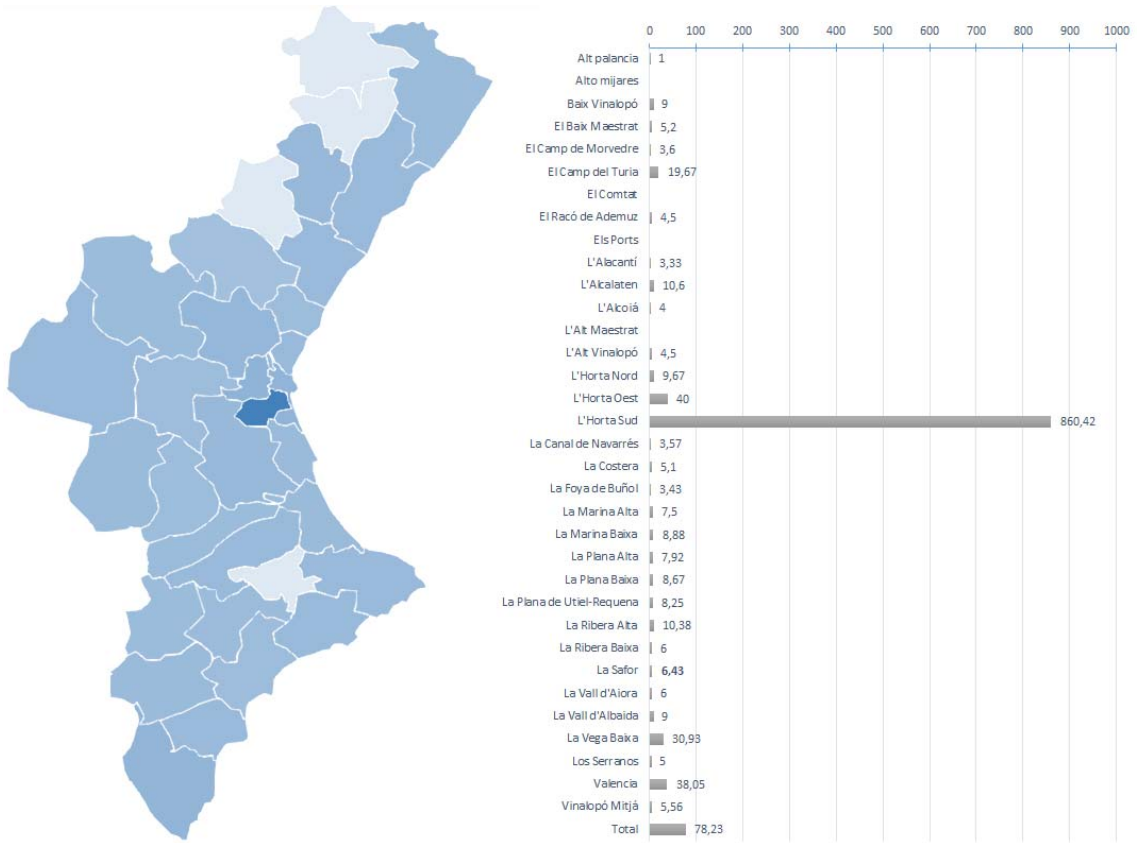 0 100 200 300 400 500 600 700 800 900 1000
Alt palancia 1
Alto mijares
Baix Vinalopó 9
El Baix Maestrat 5,2
El Camp de Morvedre 3,6
El Camp del Turia 19,67
El Comtat
El Racó de Ademuz 4,5
Els Ports
L'Alacantí 3,33
L'Alcalaten 10,6
L'Alcoià 4
L'Alt Maestrat
L'Alt Vinalopó 4,5
L'Horta Nord 9,67
L'Horta Oest 40
L'Horta Sud 860,42
La Canal de Navarrés 3,57
La Costera 5,1
La Foya de Buñol 3,43
La Marina Alta 7,5
La Marina Baixa 8,88
La Plana Alta 7,92
La Plana Baixa 8,67
La Plana de Utiel-Requena 8,25
La Ribera Alta 10,38
La Ribera Baixa 6
La Safor 6,43
La Vall d'Aiora 6
La Vall d'Albaida 9
La Vega Baixa 30,93
Los Serranos 5
Valencia 38,05
Vinalopó Mitjá 5,56
Total 78,23